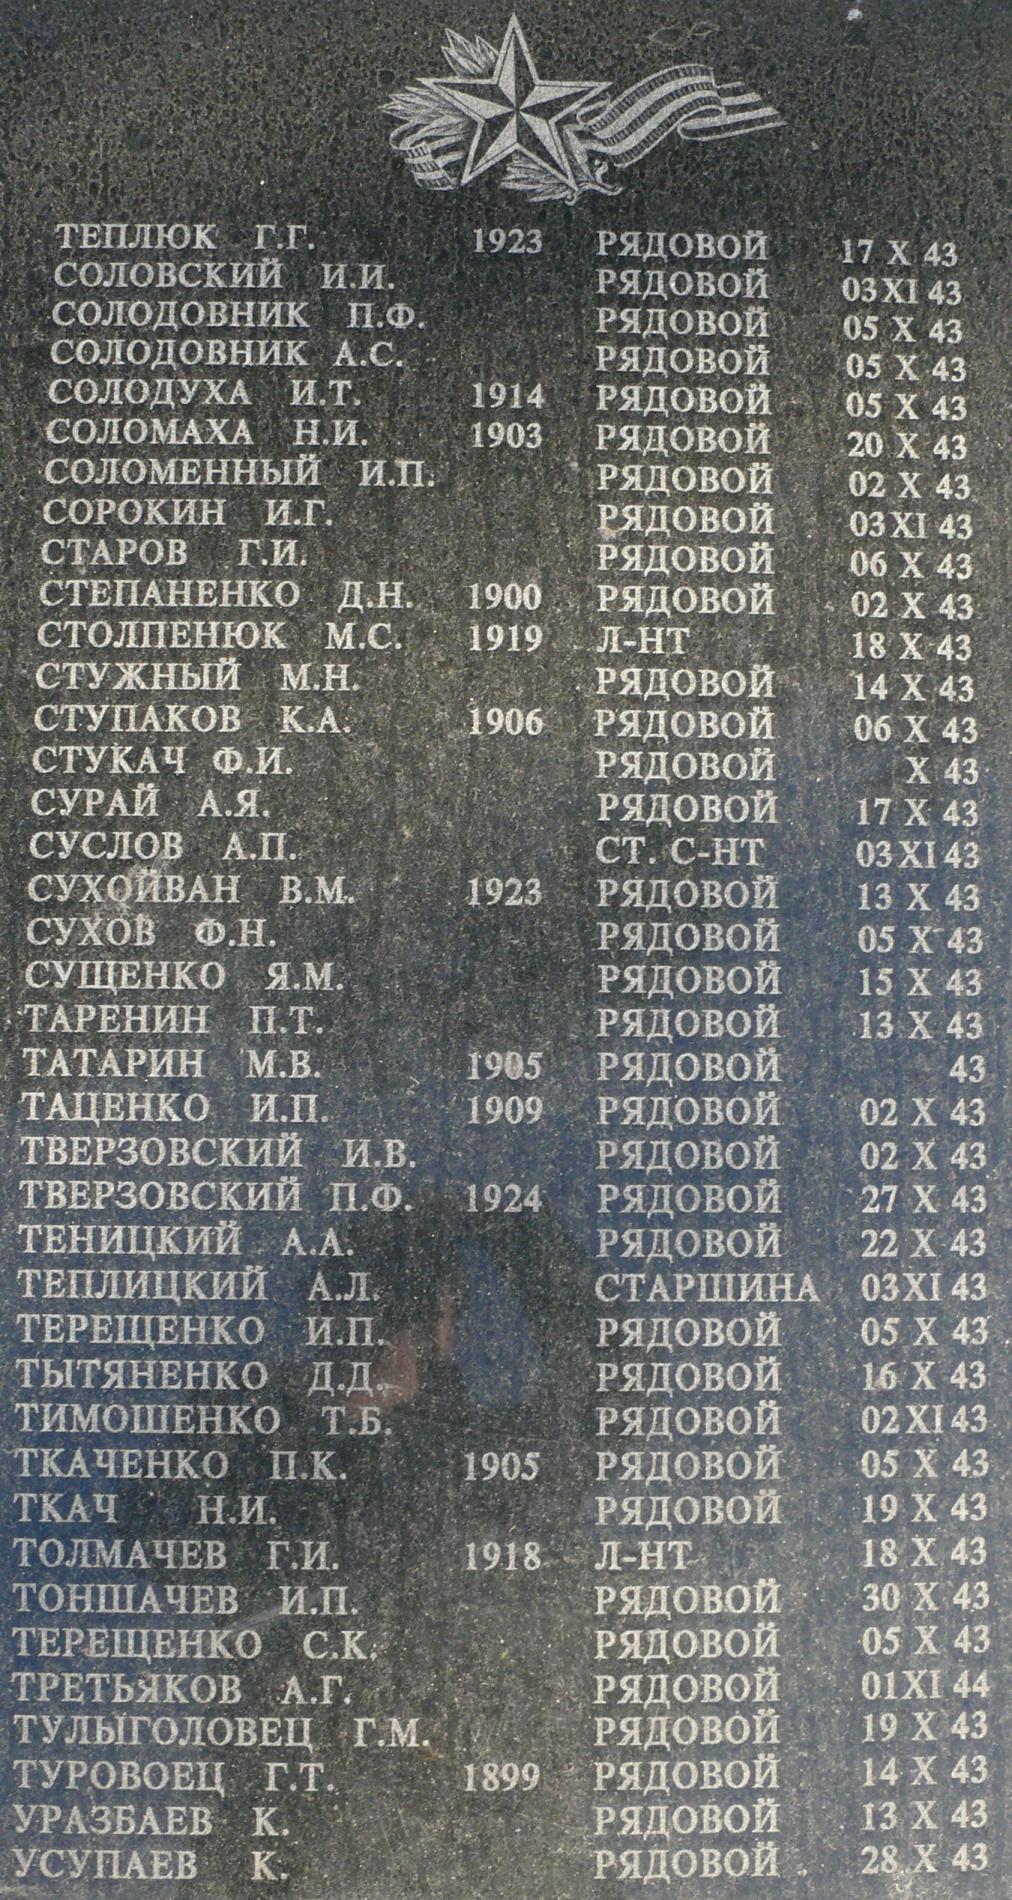 ТЕПЛЮК Г.Г. 1923 РЯДОВОЙ 17 X 43
СОЛОВСКИЙ И.И. РЯДОВОЙ 03 XI 43
СОЛОДОВНИК П.Ф. РЯДОВОЙ 05 X 43
СОЛОДОВНИК А.С. РЯДОВОЙ 05 X 43
СОЛОДУХА И.Т. 1914 РЯДОВОЙ 05 X 43
СОЛОМАХА Н.И. 1903 РЯДОВОЙ 20 X 43
СОЛОМЕННЫЙ И.П. РЯДОВОЙ 02 X 43
СОРОКИН И.Г. РЯДОВОЙ 03 XI 43
СТАРОВ Г.И. РЯДОВОЙ 06 X 43
СТЕПАНЕНКО Д.Н. 1900 РЯДОВОЙ 02 X 43
СТОЛПЕНЮК М.С. 1919 Л-НТ 18 X 43
СТУЖНЫЙ М.Н. РЯДОВОЙ 14 X 43
СТУПАКОВ К.А. 1906 РЯДОВОЙ 06 X 43
СТУКАЧ Ф.И. РЯДОВОЙ X 43
СУРАЙ А.Я. РЯДОВОЙ 17 X 43
СУСЛОВ А.П. СТ. С-НТ 03 XI 43
СУХОЙВАН В.М. 1923 РЯДОВОЙ 13 X 43
СУХОВ Ф.Н. РЯДОВОЙ 05 X 43
СУЩЕНКО Я.М. РЯДОВОЙ 15 X 43
ТАРЕНИН П.Т. РЯДОВОЙ 13 X 43
ТАТАРИН М.В. 1905 РЯДОВОЙ 43
ТАЦЕНКО И.П. 1909 РЯДОВОЙ 02 X 43
ТВЕРЗОВСКИЙ И.В. РЯДОВОЙ 02 X 43
ТВЕРЗОВСКИЙ П.Ф. 1924 РЯДОВОЙ 27 X 43
ТЕНИЦКИЙ А.А. РЯДОВОЙ 22 X 43
ТЕПЛИЦКИЙ А.Л. СТАРШИНА 03 XI 43
ТЕРЕЩЕНКО И.П. РЯДОВОЙ 05 X 43
ТЫТЯНЕНКО Д.Д. РЯДОВОЙ 16 X 43
ТИМОШЕНКО Т.Б. РЯДОВОЙ 02 XI 43
ТКАЧЕНКО П.К. 1905 РЯДОВОЙ 05 X 43
ТКАЧ Н.И. РЯДОВОЙ 19 X 43
ТОЛМАЧЕВ Г.И. 1918 Л-НТ 18 X 43
ТОНШАЧЕВ И.П. РЯДОВОЙ 30 X 43
ТЕРЕЩЕНКО С.К. РЯДОВОЙ 05 X 43
ТРЕТЬЯКОВ А.Г. РЯДОВОЙ 01 XI 44
ТУЛЫГОЛОВЕЦ Г.М. РЯДОВОЙ 19 X 43
ТУРОВОЕЦ Г.Т. 1899 РЯДОВОЙ 14 X 43
УРАЗБАЕВ К. РЯДОВОЙ 13 X 43
УСУПАЕВ К. РЯДОВОЙ 28 X 43